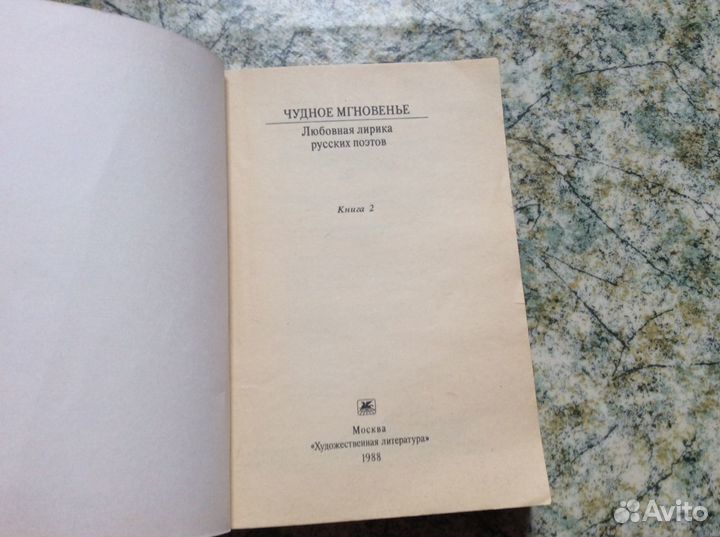 ЧУДНОЕ МГНОВЕНЬЕ
Любовная лирика
русских поэтов
Книга 2
Москва
«Художественная литература»
1988
Avito